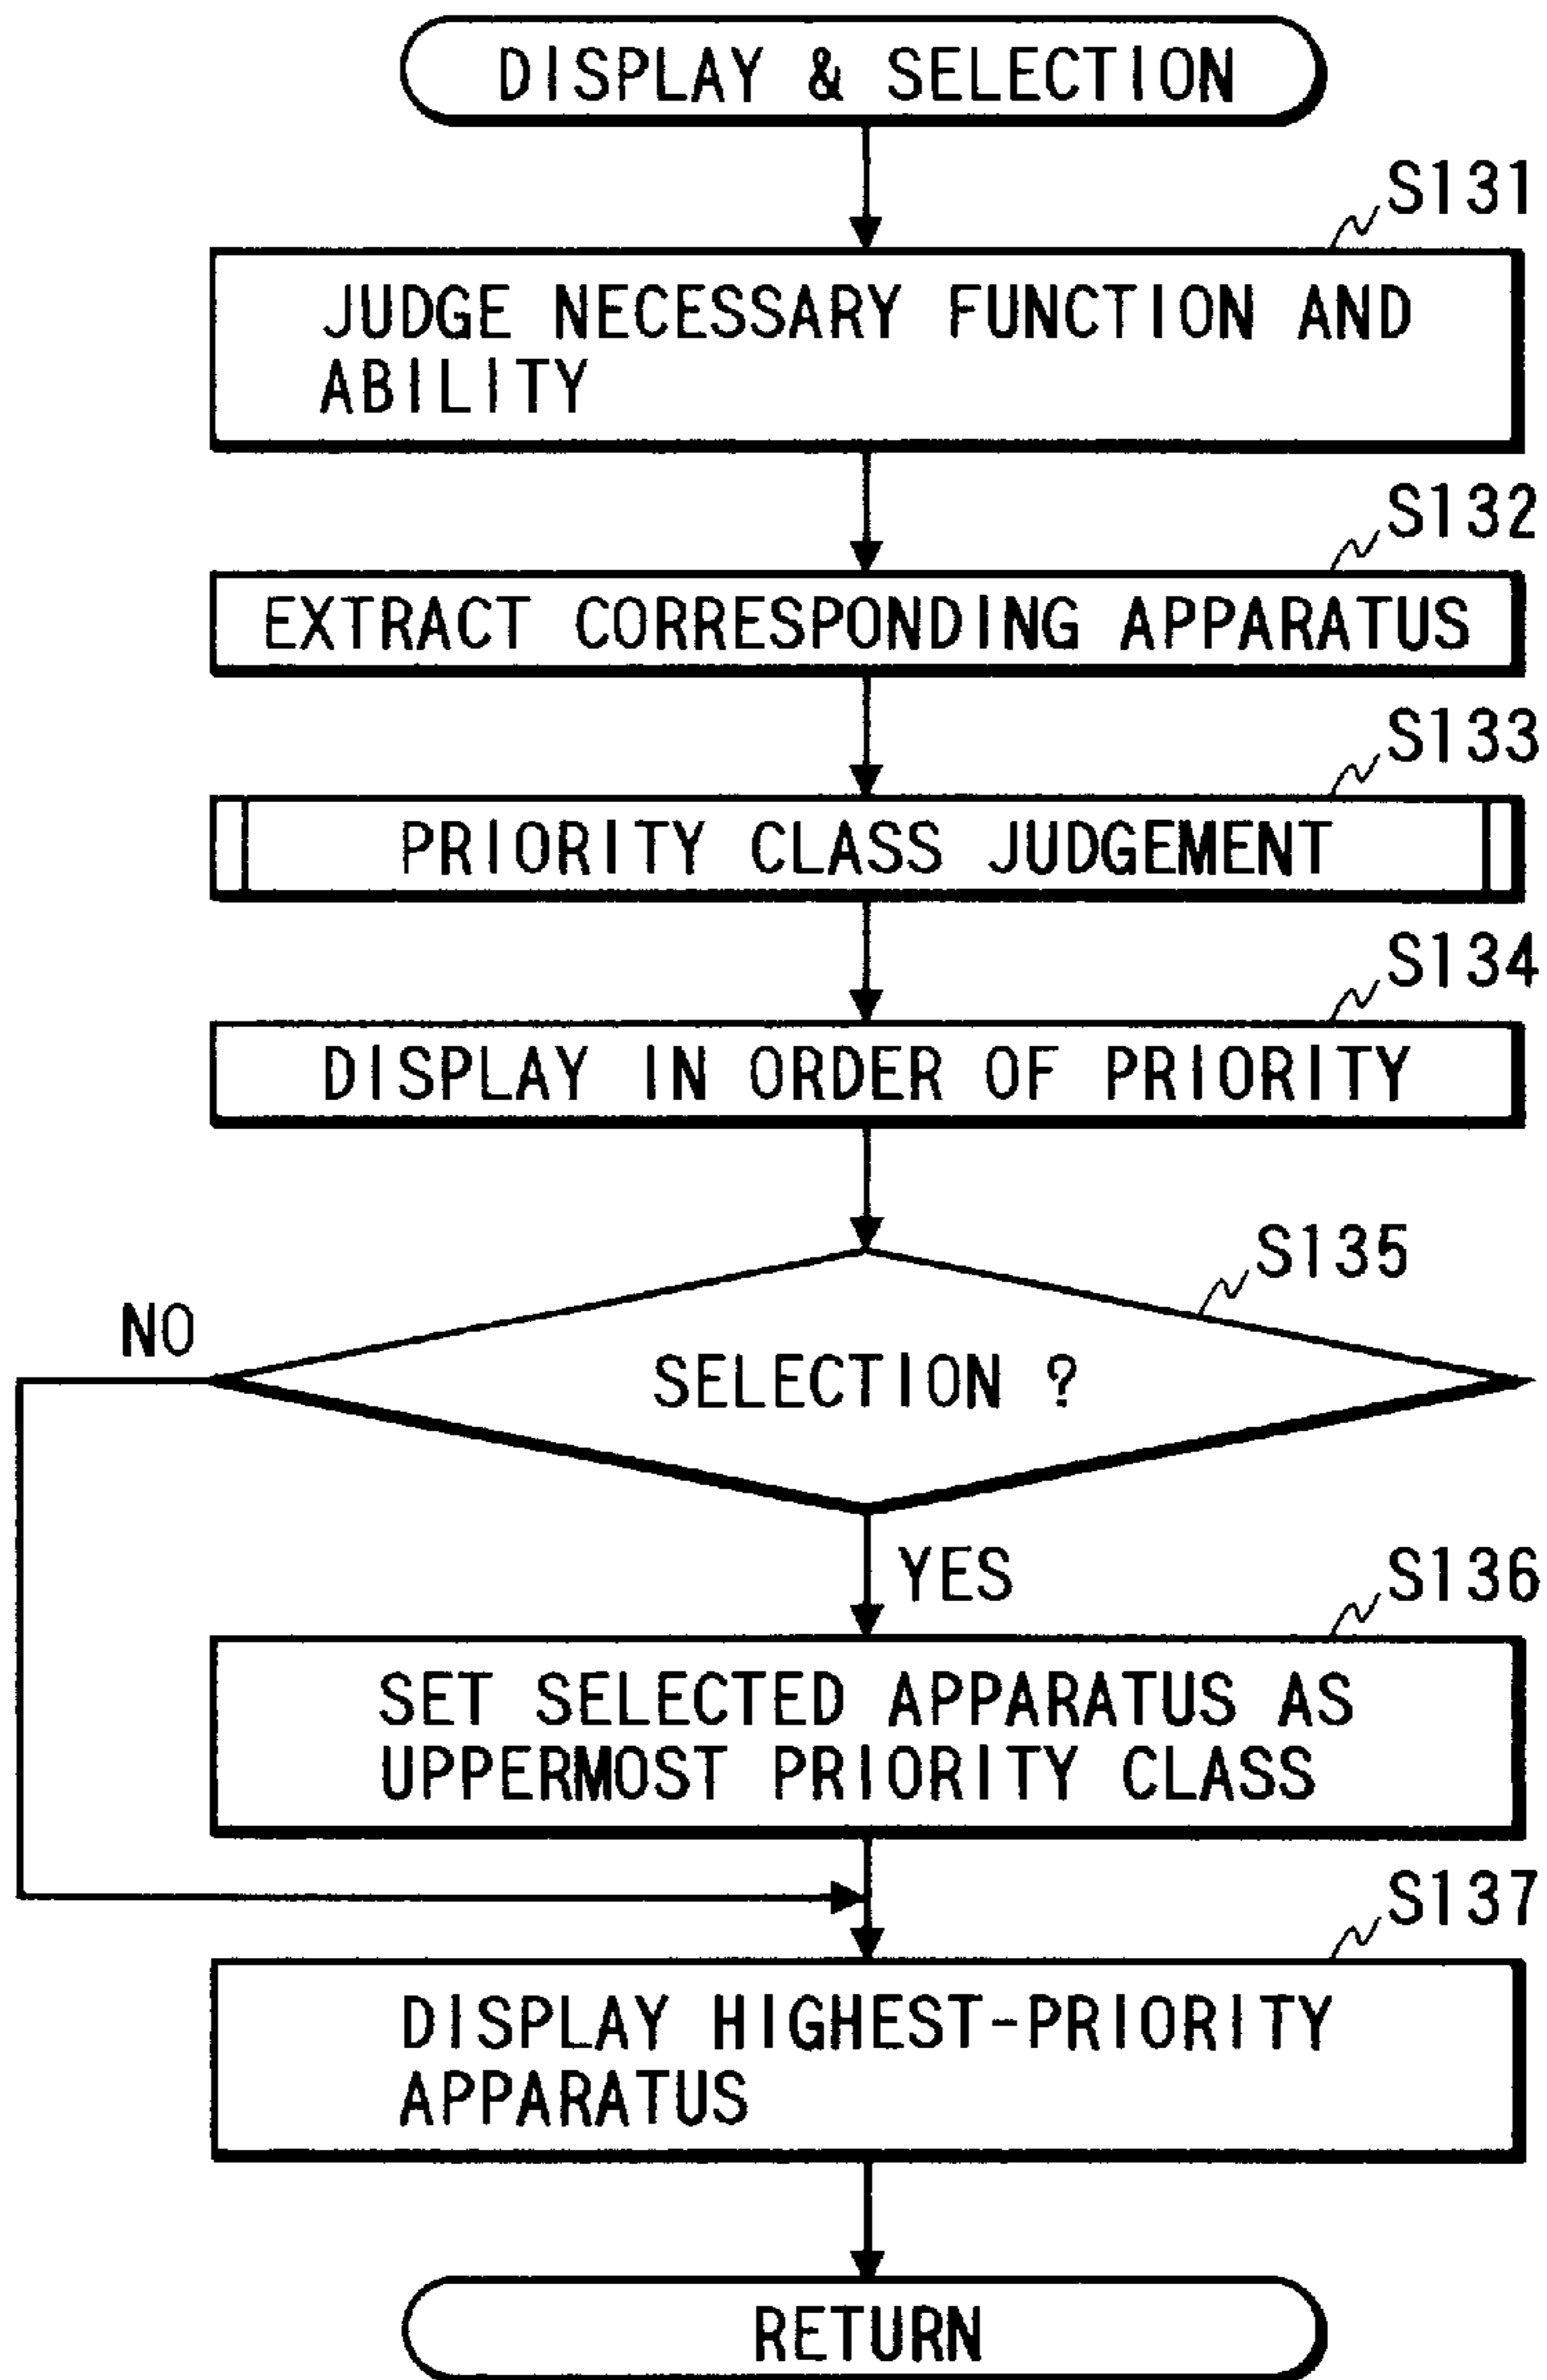 DISPLAY & SELECTION
S131
JUDGE NECESSARY FUNCTION AND
ABILITY
S132
EXTRACT CORRESPONDING APPARATUS
S133
PRIORITY CLASS JUDGEMENT
S134
DISPLAY IN ORDER OF PRIORITY
S135
NO
SELECTION ?
YES
S136
SET SELECTED APPARATUS AS
UPPERMOST PRIORITY CLASS
S137
DISPLAY HIGHEST-PRIORITY
APPARATUS
RETURN